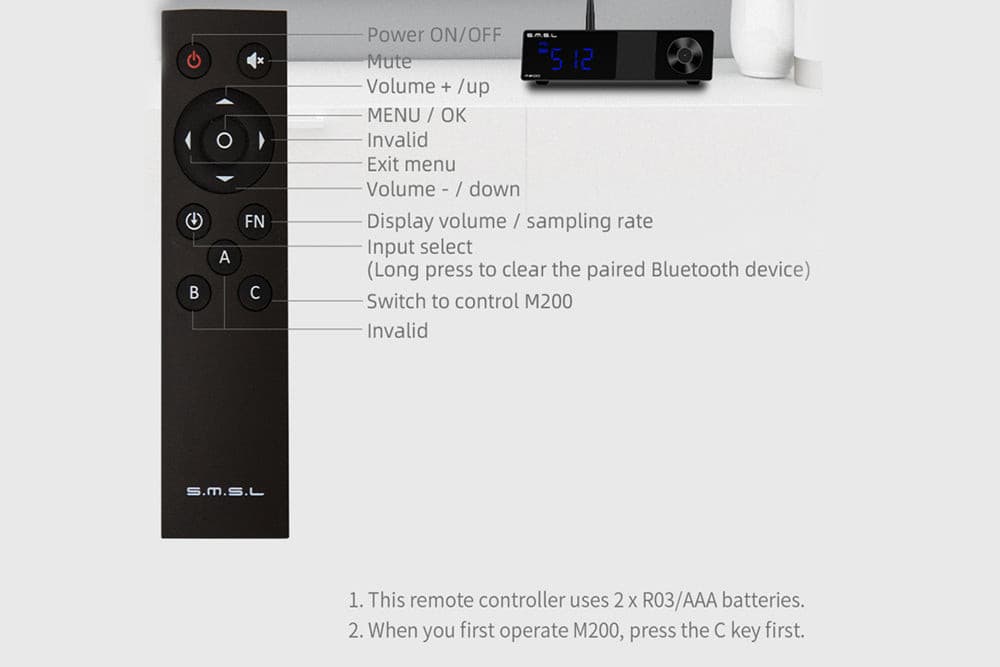 Power ON/OFF
Mute
Volume + /up
MENU / OK
Invalid
Exit menu
Volume - / down
FN
Display volume / sampling rate
Input select
(Long press to clear the paired Bluetooth device)
A
B
C
Switch to control M200
Invalid
S.M.S.L
S.M.S.L
512
M200
1. This remote controller uses 2 x R03/AAA batteries.
2. When you first operate M200, press the C key first.